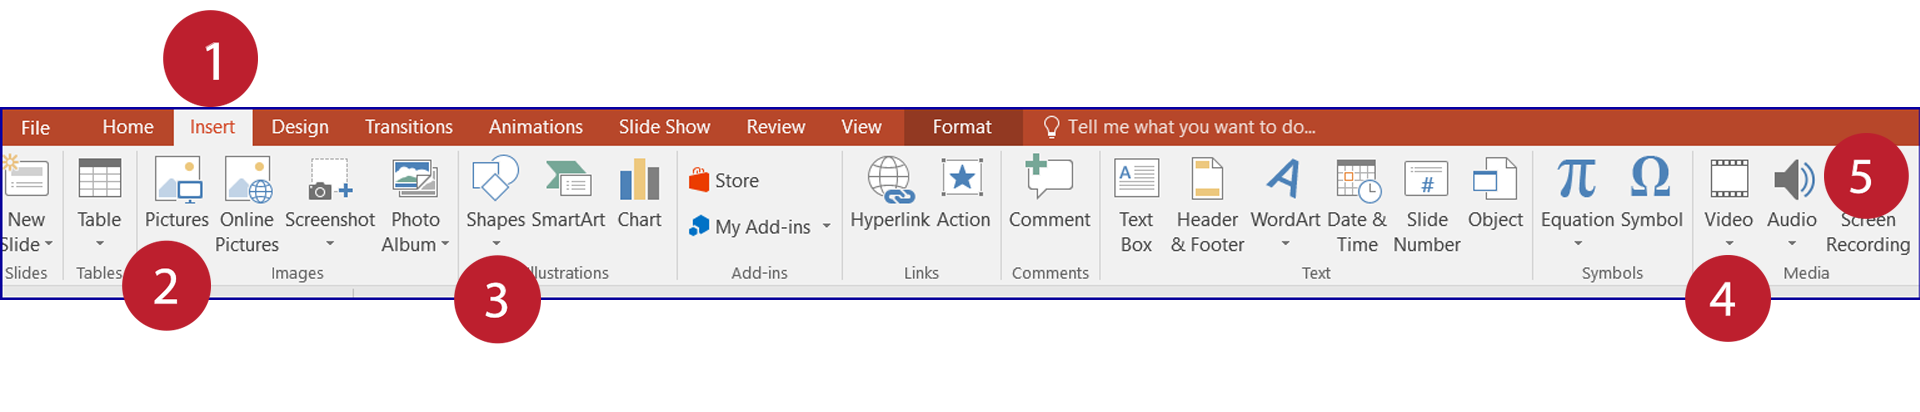 1
File Home Insert Design Transitions Animations Slide Show Review View Format Tell me what you want to do...
5
New Slide
Table
Pictures
Online Pictures
Screenshot
Photo Album
Shapes
SmartArt
Chart
Store
My Add-ins
Hyperlink
Action
Comment
A
Text Box
Header & Footer
A
WordArt
Date & Time
#
Slide Number
Object
π
Equation
Ω
Symbol
Video
Audio
Screen Recording
Slides
Tables
Images
Illustrations
Add-ins
Links
Comments
Text
Symbols
Media
2
3
4